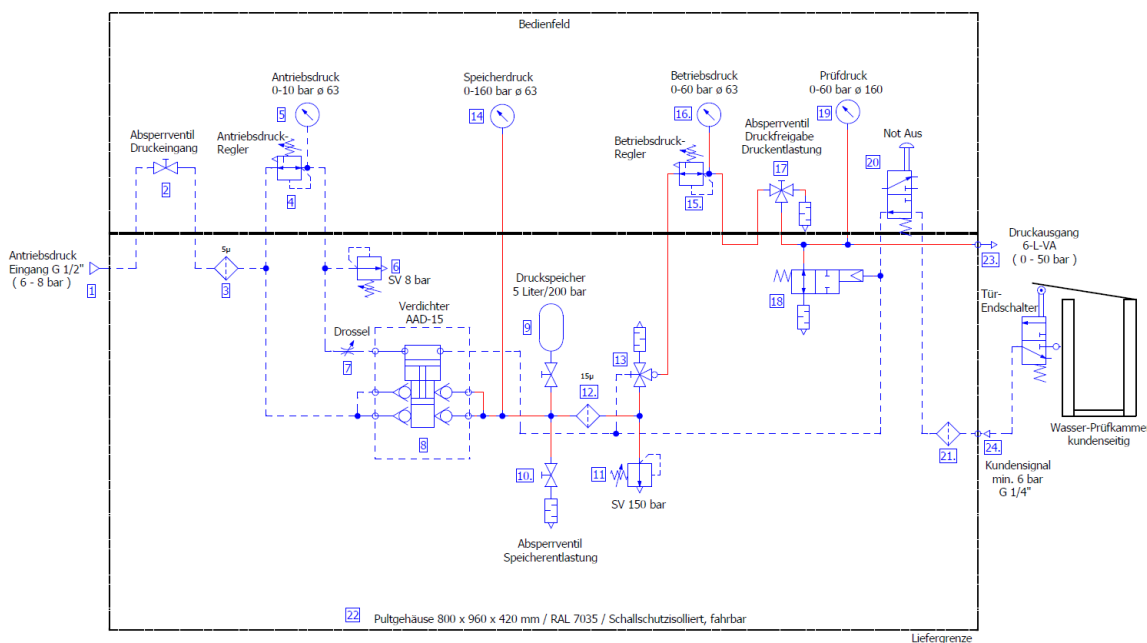 Bedienfeld
Antriebsdruck
0-10 bar ø 63
5
Speicherdruck
0-160 bar ø 63
14
Betriebsdruck
0-60 bar ø 63
16.
Prüfdruck
0-60 bar ø 160
19
Absperrventil
Druckeingang
2
Antriebsdruck-
Regler
4
Betriebsdruck-
Regler
15.
Absperrventil
Druckfreigabe
Druckentlastung
17
Not Aus
20
Antriebsdruck
Eingang G 1/2"
( 6 - 8 bar )
1
5µ
3
6
SV 8 bar
Drossel
7
Verdichter
AAD-15
8
Druckspeicher
5 Liter/200 bar
9
10.
Absperrventil
Speicherentlastung
15µ
12.
13
11
SV 150 bar
18
Druckausgang
6-L-VA
( 0 - 50 bar )
23.
Tür-
Endschalter
Wasser-Prüfkammer
kundenseitig
21.
24.
Kundensignal
min. 6 bar
G 1/4"
22 Pultgehäuse 800 x 960 x 420 mm / RAL 7035 / Schallschutzisoliert, fahrbar
Liefergrenze